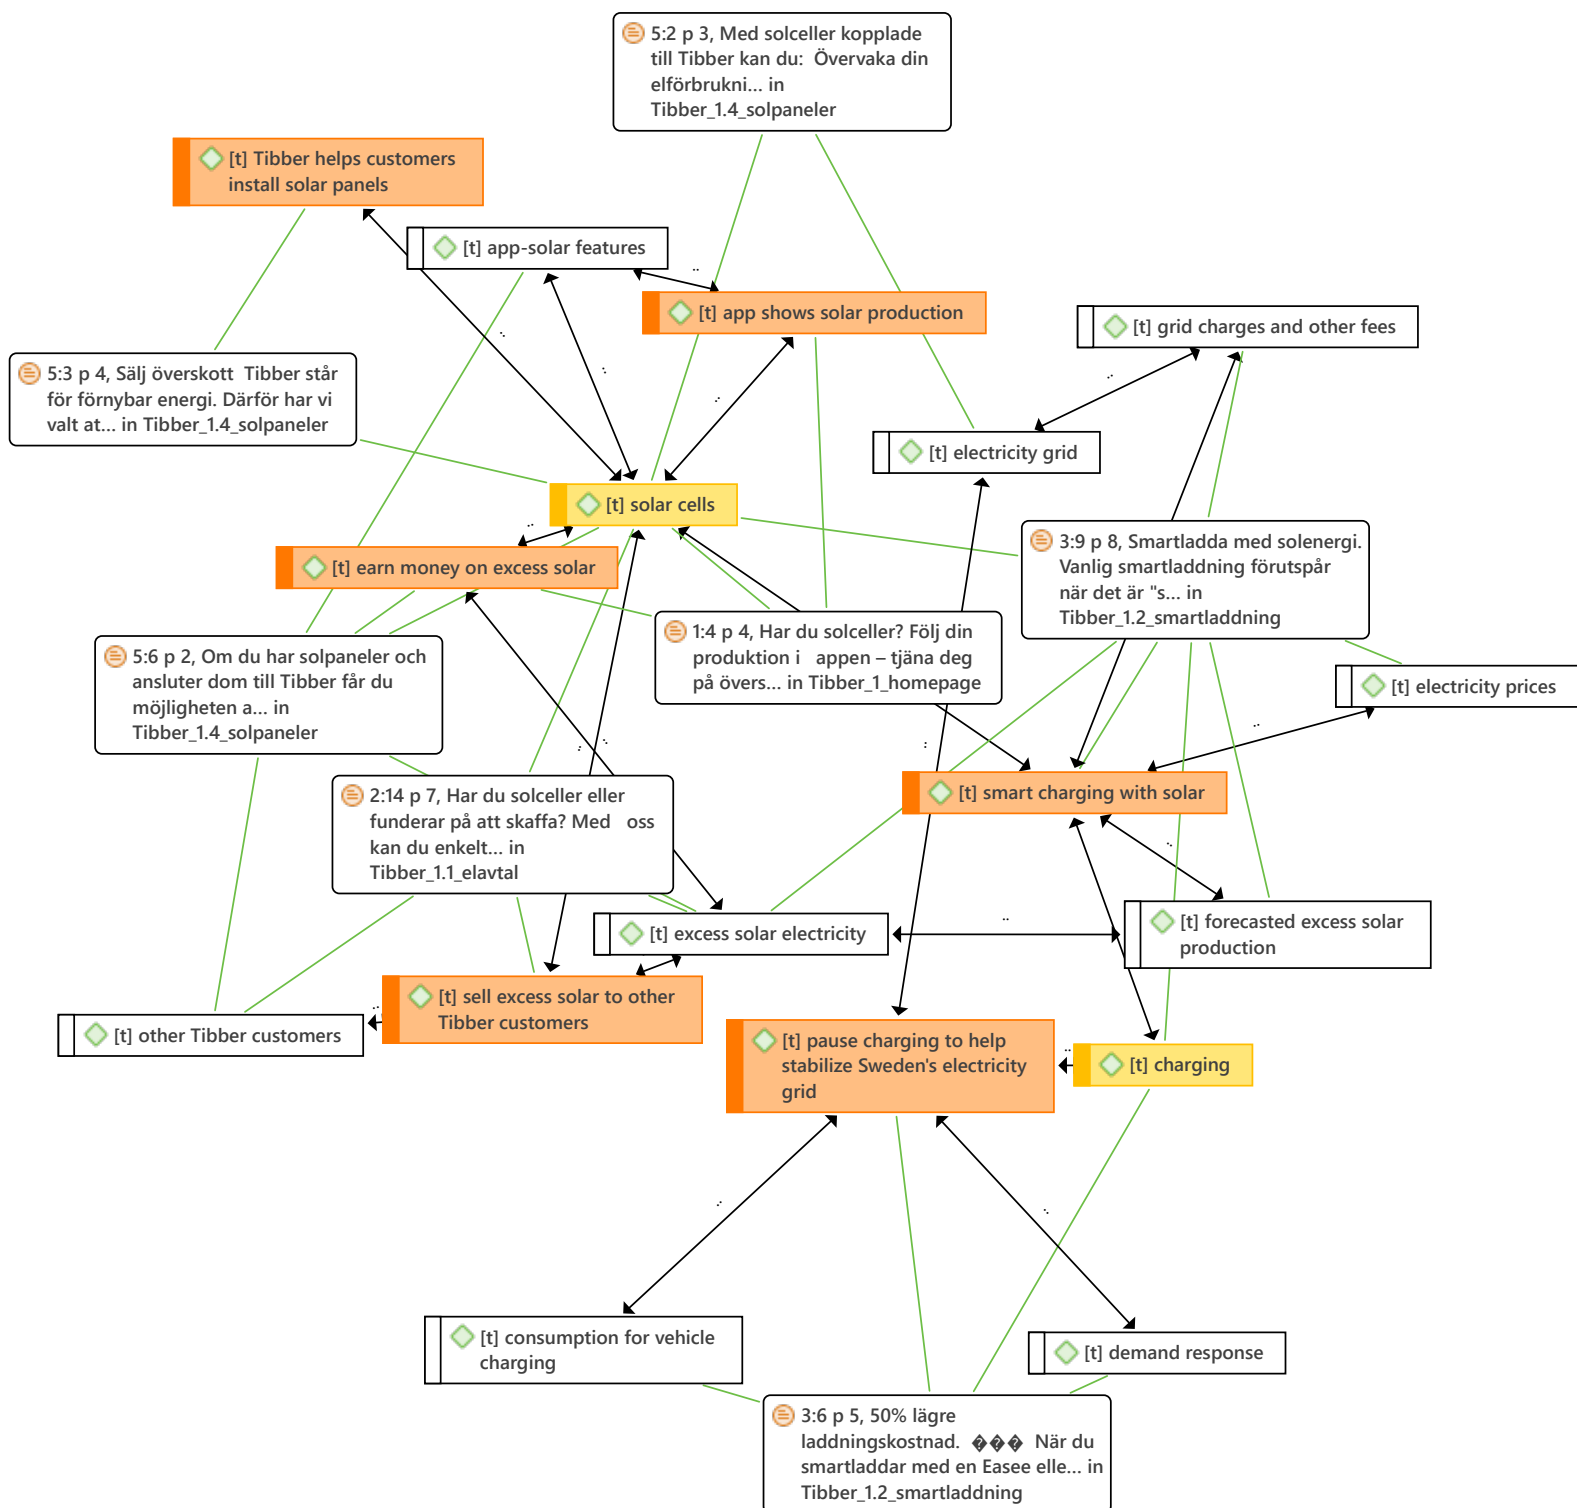 5:2 p 3, Med solceller kopplade
till Tibber kan du:  Övervaka din
elförbrukni... in
Tibber_1.4_solpaneler
[t] Tibber helps customers
install solar panels
[t] app-solar features
[t] app shows solar production
[t] grid charges and other fees
5:3 p 4, Sälj överskott  Tibber står
för förnybar energi. Därför har vi
valt at... in Tibber_1.4_solpaneler
[t] electricity grid
[t] solar cells
3:9 p 8, Smartladda med solenergi.
Vanlig smartladdning förutspår
när det är "s... in
Tibber_1.2_smartladdning
[t] earn money on excess solar
1:4 p 4, Har du solceller? Följ din
produktion i   appen – tjäna deg
på övers... in Tibber_1_homepage
5:6 p 2, Om du har solpaneler och
ansluter dom till Tibber får du
möjligheten a... in
Tibber_1.4_solpaneler
[t] electricity prices
2:14 p 7, Har du solceller eller
funderar på att skaffa? Med   oss
kan du enkelt... in
Tibber_1.1_elavtal
[t] smart charging with solar
[t] excess solar electricity
[t] forecasted excess solar
production
[t] sell excess solar to other
Tibber customers
[t] other Tibber customers
[t] pause charging to help
stabilize Sweden's electricity
grid
[t] charging
[t] consumption for vehicle
charging
[t] demand response
3:6 p 5, 50% lägre
laddningskostnad.  ���  När du
smartladdar med en Easee elle... in
Tibber_1.2_smartladdning